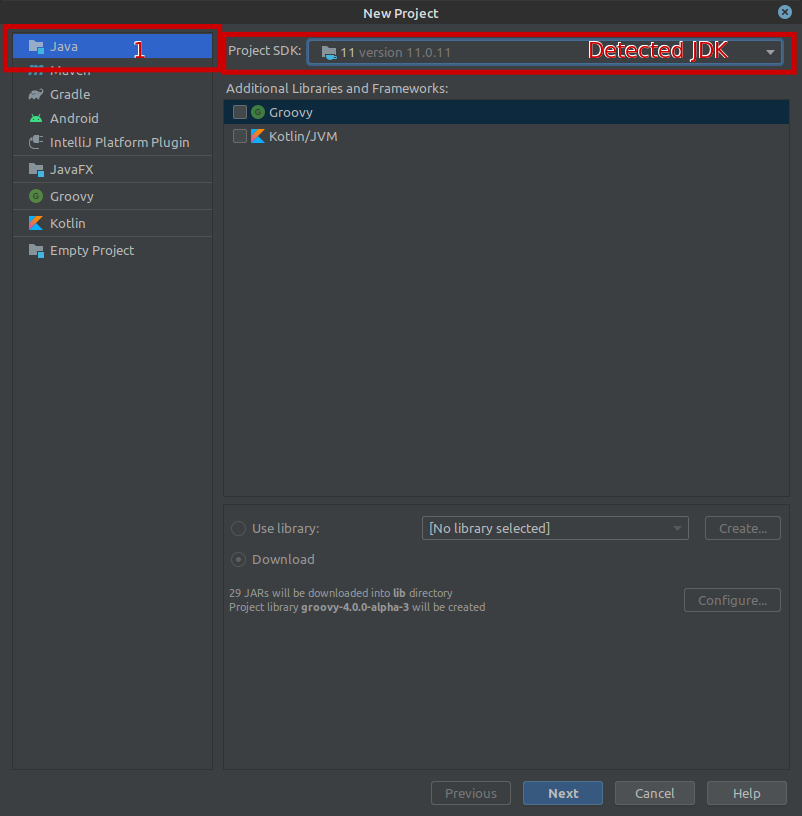 New Project
Java 1
Maven
Gradle
Android
IntelliJ Platform Plugin
JavaFX
Groovy
Kotlin
Empty Project
Project SDK: 11 version 11.0.11 Detected JDK
Additional Libraries and Frameworks:
Groovy
Kotlin/JVM
Use library: [No library selected] Create...
Download
29 JARs will be downloaded into lib directory
Project library groovy-4.0.0-alpha-3 will be created
Configure...
Previous Next Cancel Help